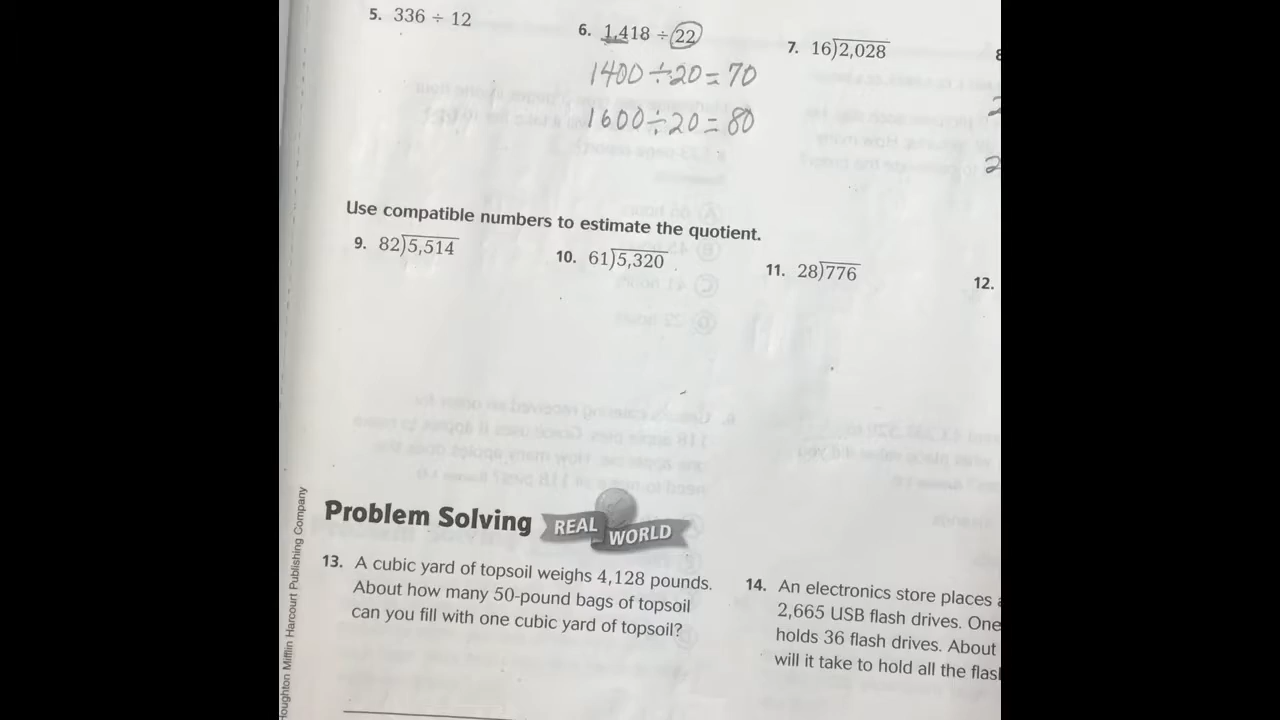 5. 336 ÷ 12
6. 1,418 ÷ 22
7. 16)2,028
1400 ÷ 20 = 70
1600 ÷ 20 = 80
Use compatible numbers to estimate the quotient.
9. 82)5,514
10. 61)5,320
11. 28)776
12.
Problem Solving REAL WORLD
13. A cubic yard of topsoil weighs 4,128 pounds.
About how many 50-pound bags of topsoil
can you fill with one cubic yard of topsoil?
14. An electronics store places
2,665 USB flash drives. One
holds 36 flash drives. About
will it take to hold all the
Houghton Mifflin Harcourt Publishing Company